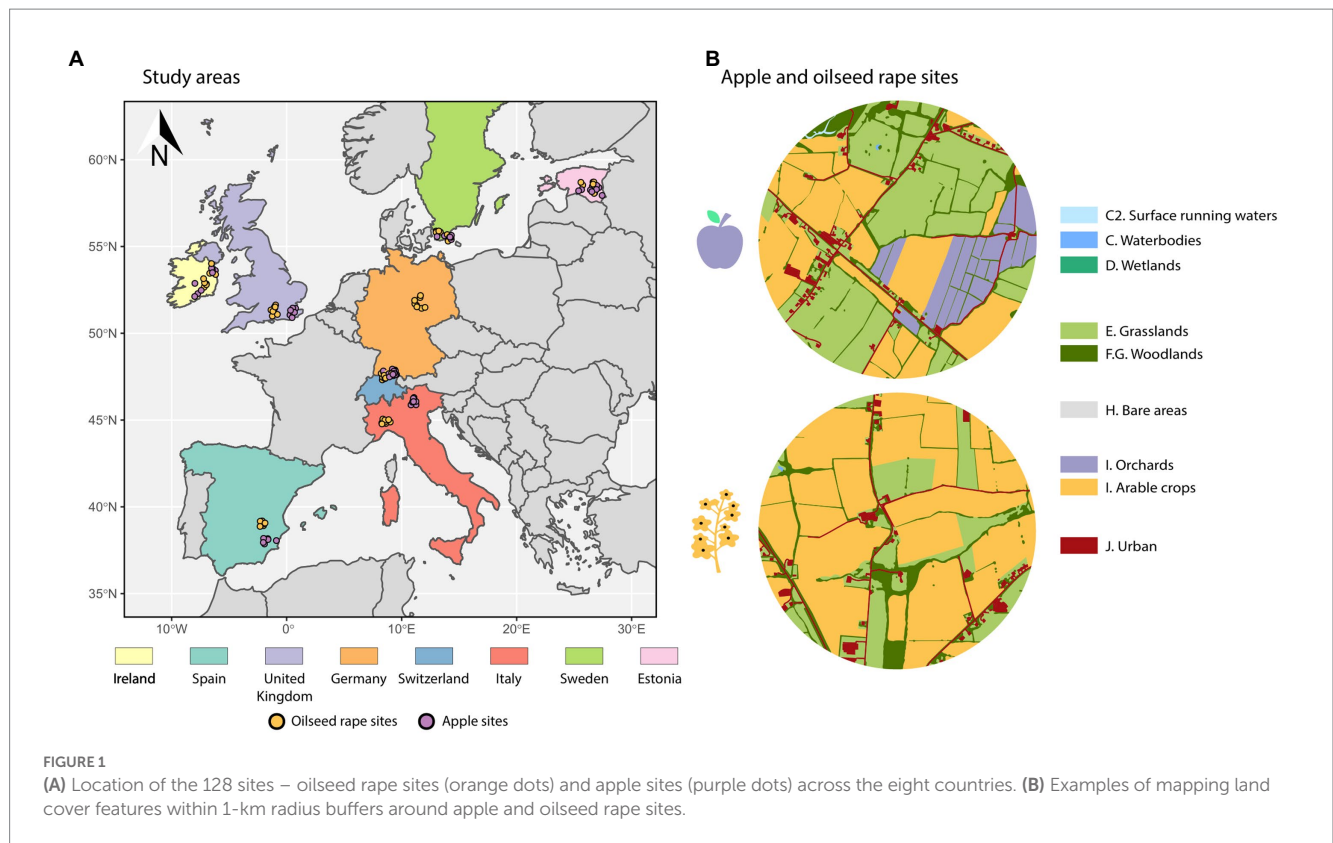 A
Study areas
N
60°N
55°N
50°N
45°N
40°N
35°N
10°W
0°
10°E
20°E
30°E
Ireland
Spain
United
Kingdom
Germany
Switzerland
Italy
Sweden
Estonia
Oilseed rape sites
Apple sites
B
Apple and oilseed rape sites
C2. Surface running waters
C. Waterbodies
D. Wetlands
E. Grasslands
F.G. Woodlands
H. Bare areas
I. Orchards
I. Arable crops
J. Urban
FIGURE 1
(A) Location of the 128 sites – oilseed rape sites (orange dots) and apple sites (purple dots) across the eight countries. (B) Examples of mapping land
cover features within 1-km radius buffers around apple and oilseed rape sites.